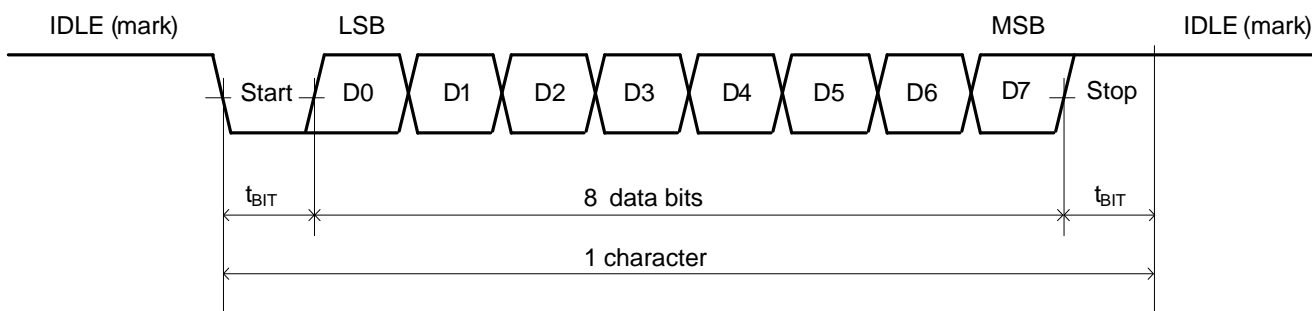 IDLE (mark) LSB MSB IDLE (mark)
Start D0 D1 D2 D3 D4 D5 D6 D7 Stop
tBIT 8 data bits tBIT
1 character